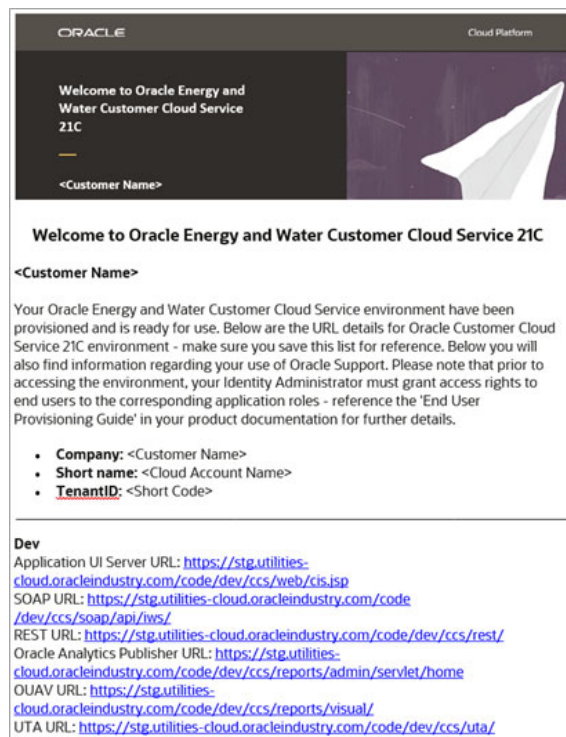 ORACLE
Cloud Platform
Welcome to Oracle Energy and
Water Customer Cloud Service
21C
<Customer Name>
Welcome to Oracle Energy and Water Customer Cloud Service 21C
<Customer Name>
Your Oracle Energy and Water Customer Cloud Service environment have been
provisioned and is ready for use. Below are the URL details for Oracle Customer Cloud
Service 21C environment - make sure you save this list for reference. Below you will
also find information regarding your use of Oracle Support. Please note that prior to
accessing the environment, your Identity Administrator must grant access rights to
end users to the corresponding application roles - reference the 'End User
Provisioning Guide' in your product documentation for further details.
• Company: <Customer Name>
• Short name: <Cloud Account Name>
• TenantID: <Short Code>
Dev
Application UI Server URL: https://stg.utilities-
cloud.oracleindustry.com/code/dev/ccs/web/cis.jsp
SOAP URL: https://stg.utilities-cloud.oracleindustry.com/code
/dev/ccs/soap/api/iws/
REST URL: https://stg.utilities-cloud.oracleindustry.com/code/dev/ccs/rest/
Oracle Analytics Publisher URL: https://stg.utilities-
cloud.oracleindustry.com/code/dev/ccs/reports/admin/servlet/home
OUAV URL: https://stg.utilities-
cloud.oracleindustry.com/code/dev/ccs/reports/visual/
UTA URL: https://stg.utilities-cloud.oracleindustry.com/code/dev/ccs/uta/